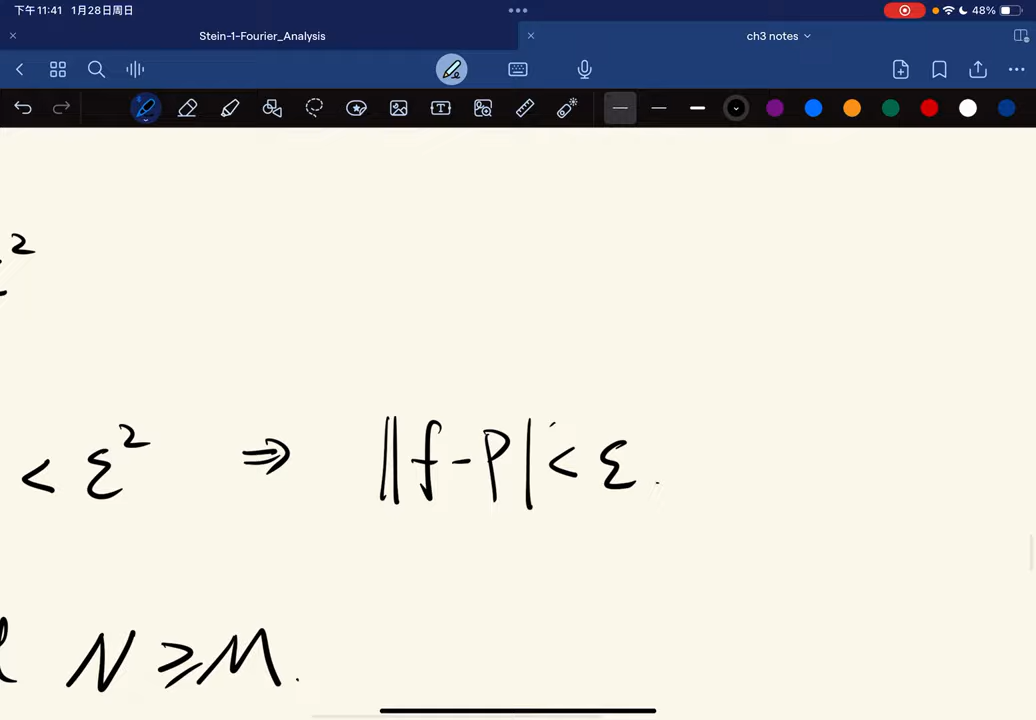 下午11:41 1月28日周日
48%
Stein-1-Fourier_Analysis
ch3 notes
2
< ε² ⇒ ||f-P|< ε.
N ≥ M.